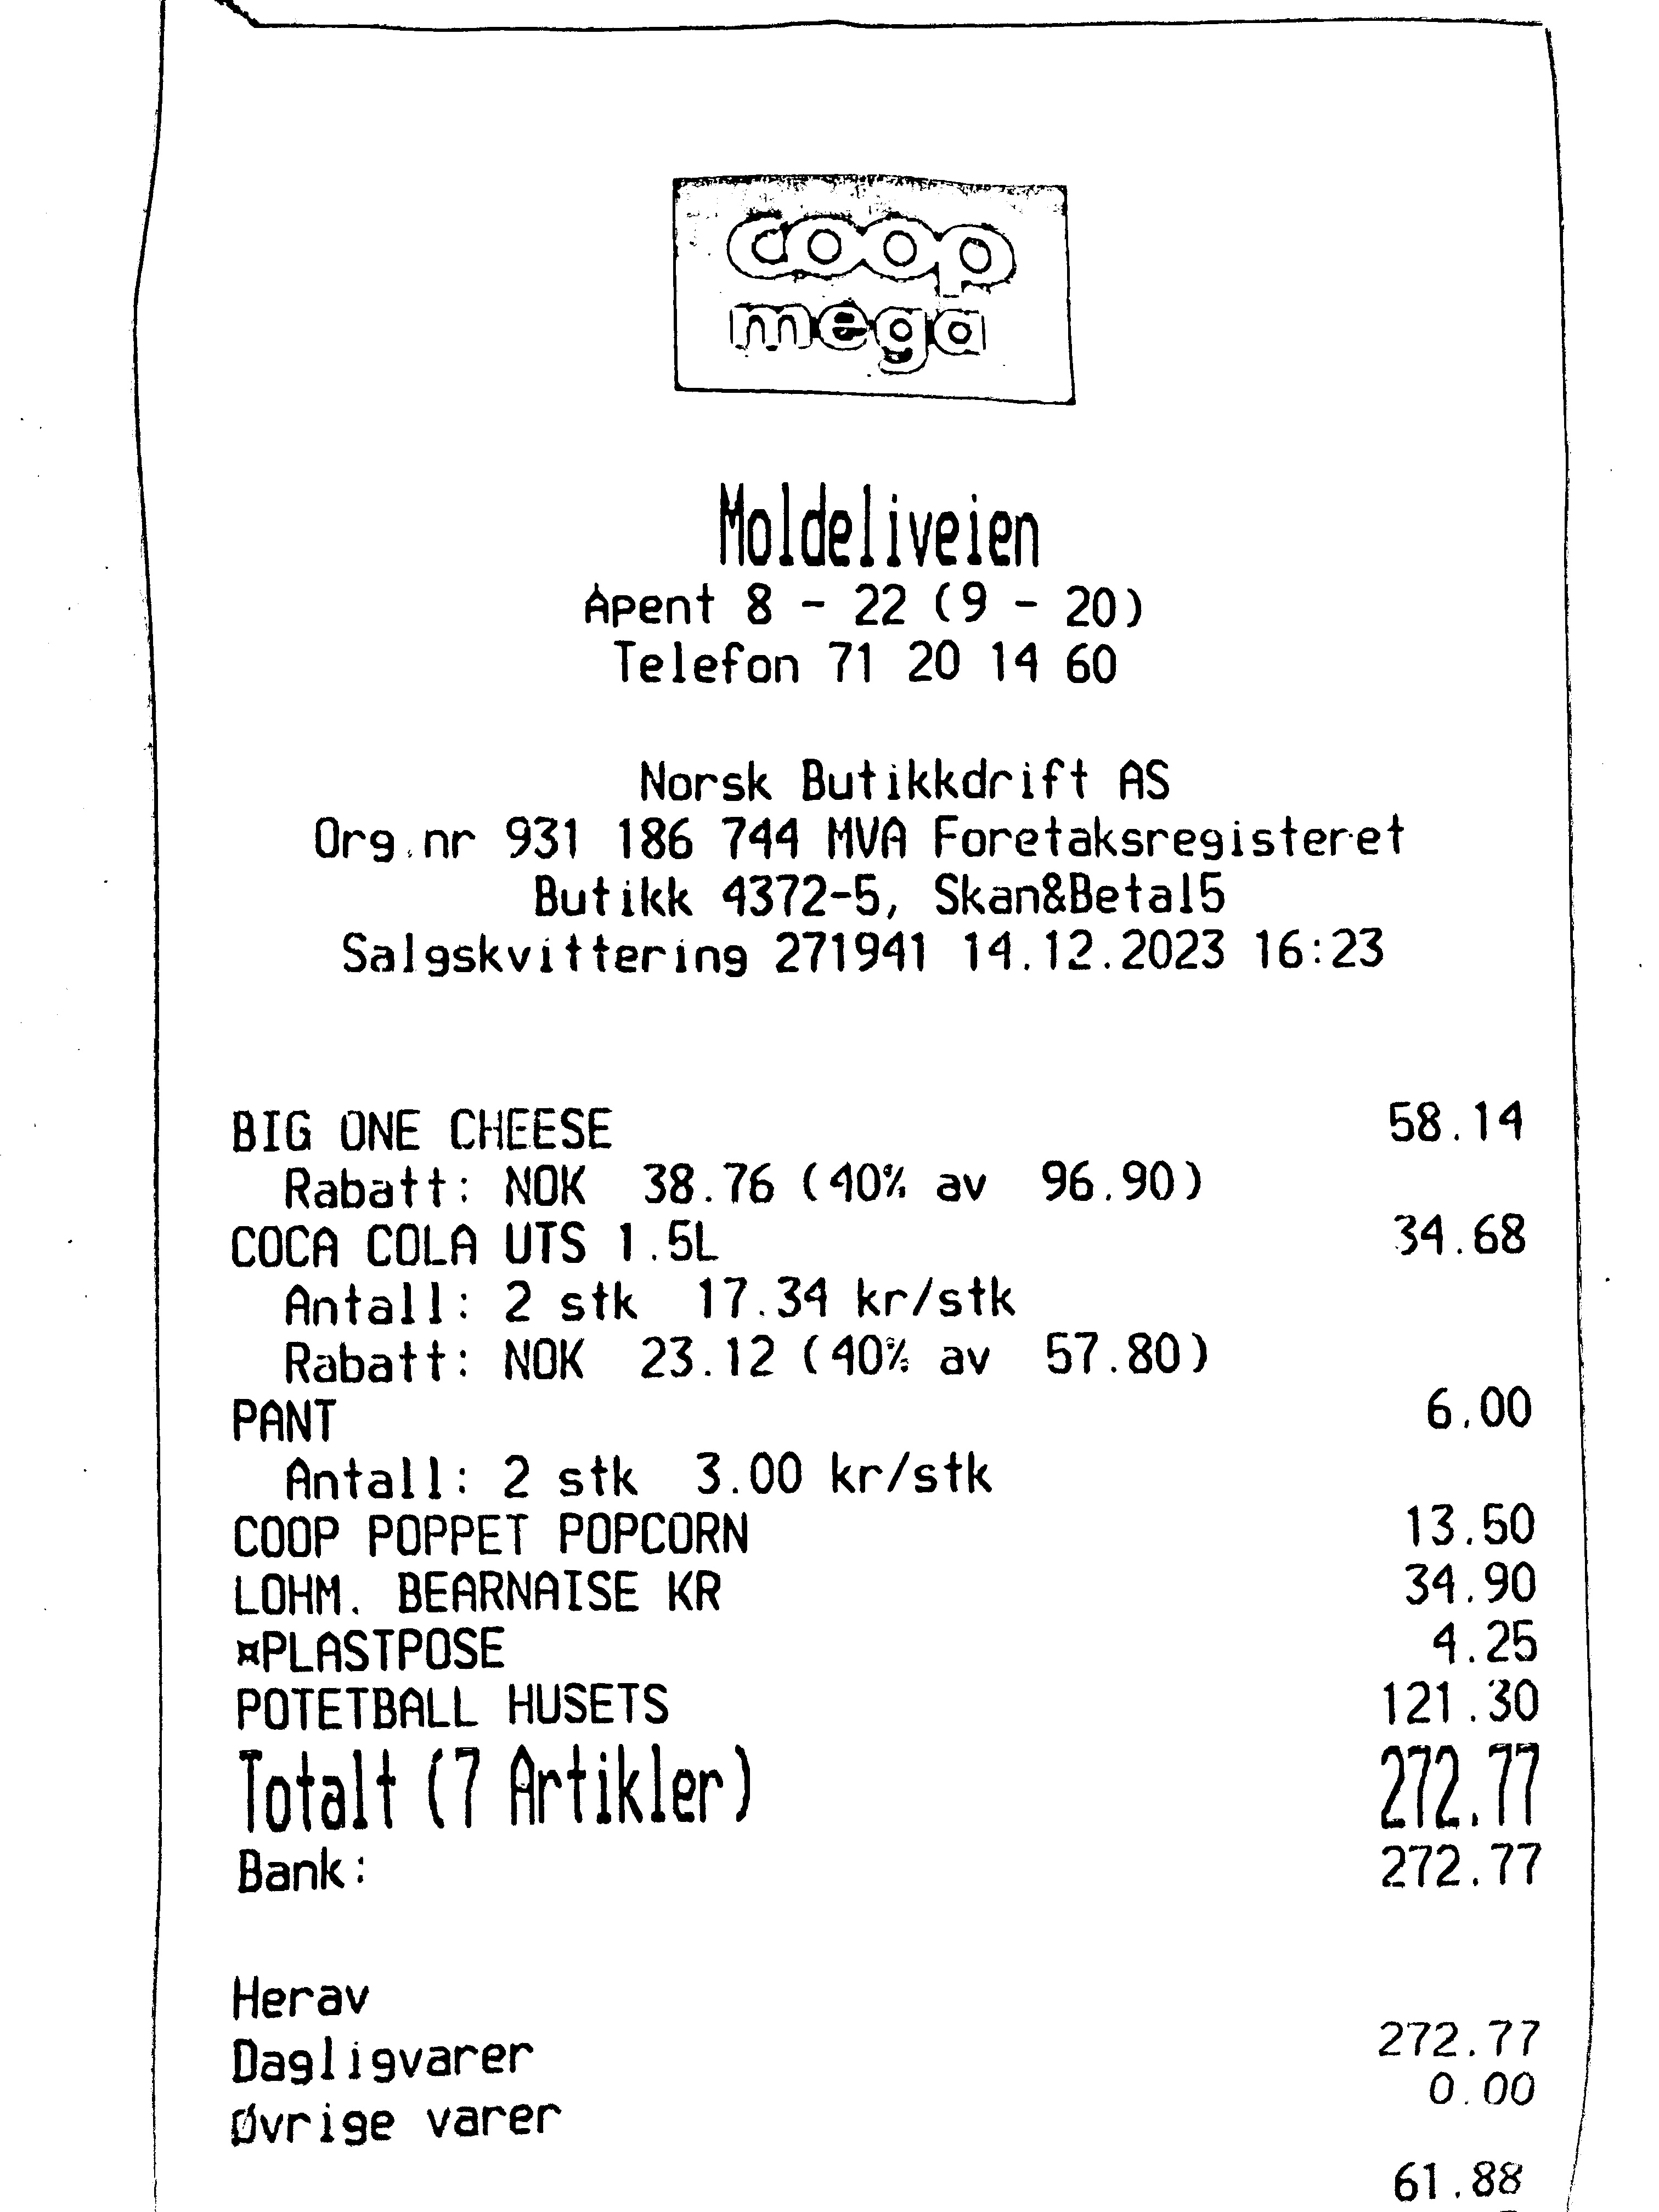 coop
mega
Moldeliveien
Åpent 8 - 22 (9 - 20)
Telefon 71 20 14 60
Norsk Butikkdrift AS
Org.nr 931 186 744 MVA Foretaksregisteret
Butikk 4372-5, Skan&Betal5
Salgskvittering 271941 14.12.2023 16:23
BIG ONE CHEESE 58.14
Rabatt: NOK 38.76 (40% av 96.90)
COCA COLA UTS 1.5L 34.68
Antall: 2 stk 17.34 kr/stk
Rabatt: NOK 23.12 (40% av 57.80)
PANT 6.00
Antall: 2 stk 3.00 kr/stk
COOP POPPET POPCORN 13.50
LOHM. BEARNAISE KR 34.90
¤PLASTPOSE 4.25
POTETBALL HUSETS 121.30
Totalt (7 Artikler) 272.77
Bank: 272.77
Herav
Dagligvarer 272.77
Øvrige varer 0.00
61.88